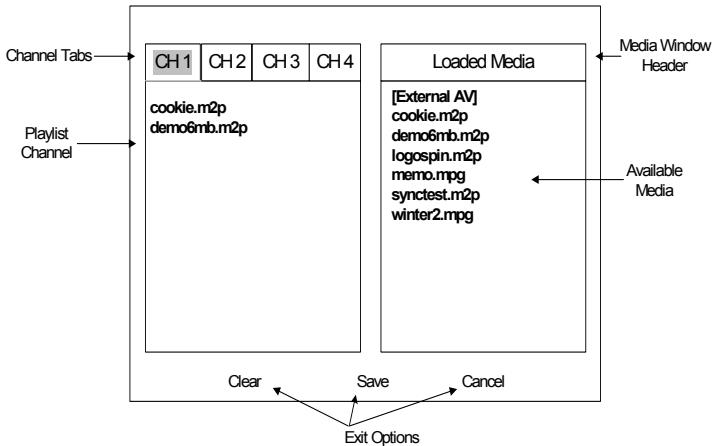 Channel Tabs
CH 1 CH 2 CH 3 CH 4
Loaded Media
Media Window
Header
Playlist
Channel
cookie.m2p
demo6mb.m2p
[External AV]
cookie.m2p
demo6mb.m2p
logospin.m2p
memo.mpg
synctest.m2p
winter2.mpg
Available
Media
Clear Save Cancel
Exit Options